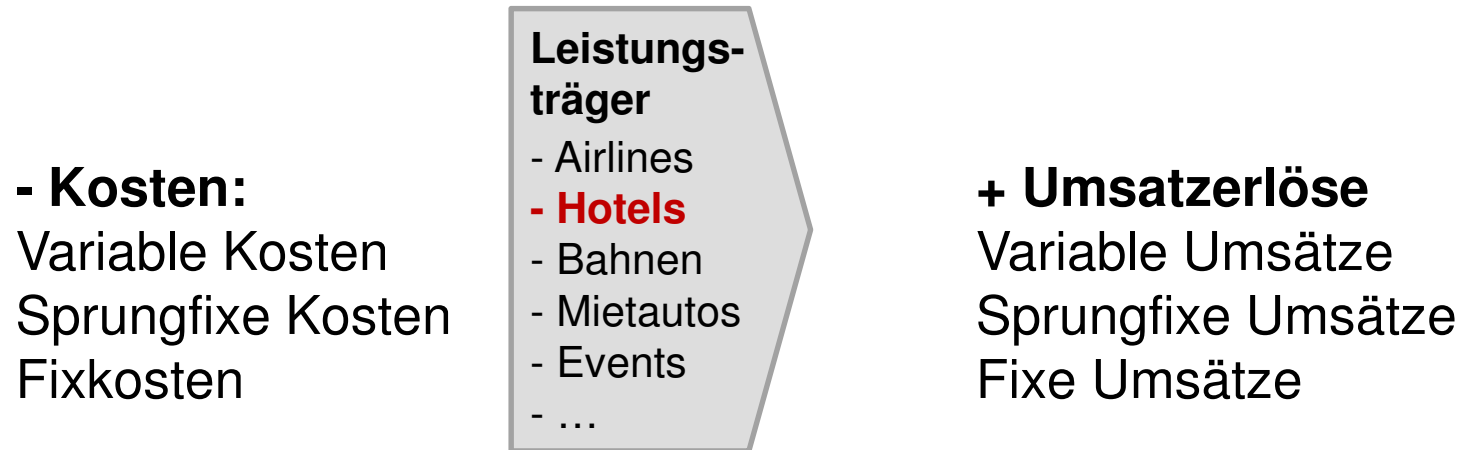 - Kosten:
Variable Kosten
Sprungfixe Kosten
Fixkosten
Leistungs-
träger
- Airlines
- Hotels
- Bahnen
- Mietautos
- Events
- …
+ Umsatzerlöse
Variable Umsätze
Sprungfixe Umsätze
Fixe Umsätze